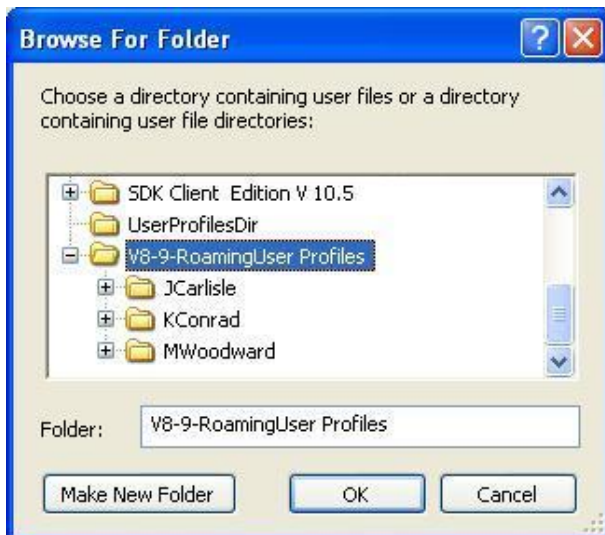 Browse For Folder
Choose a directory containing user files or a directory
containing user file directories:
SDK Client Edition V 10.5
UserProfilesDir
V8-9-RoamingUser Profiles
JCarlisle
KConrad
MWoodward
Folder: V8-9-RoamingUser Profiles
Make New Folder OK Cancel